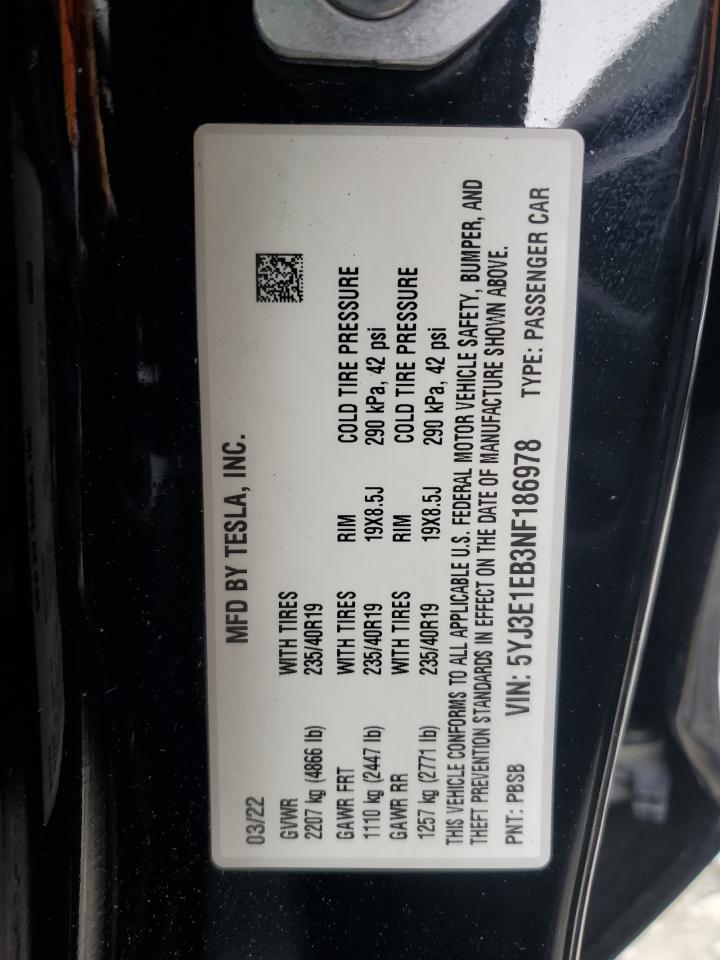 MFD BY TESLA, INC.
03/22
GVWR WITH TIRES
2207 kg (4866 lb) 235/40R19
GAWR FRT WITH TIRES RIM COLD TIRE PRESSURE
1110 kg (2447 lb) 235/40R19 19X8.5J 290 kPa, 42 psi
GAWR RR WITH TIRES RIM COLD TIRE PRESSURE
1257 kg (2771 lb) 235/40R19 19X8.5J 290 kPa, 42 psi
THIS VEHICLE CONFORMS TO ALL APPLICABLE U.S. FEDERAL MOTOR VEHICLE SAFETY, BUMPER, AND
THEFT PREVENTION STANDARDS IN EFFECT ON THE DATE OF MANUFACTURE SHOWN ABOVE.
PNT: PBSB VIN: 5YJ3E1EB3NF186978 TYPE: PASSENGER CAR